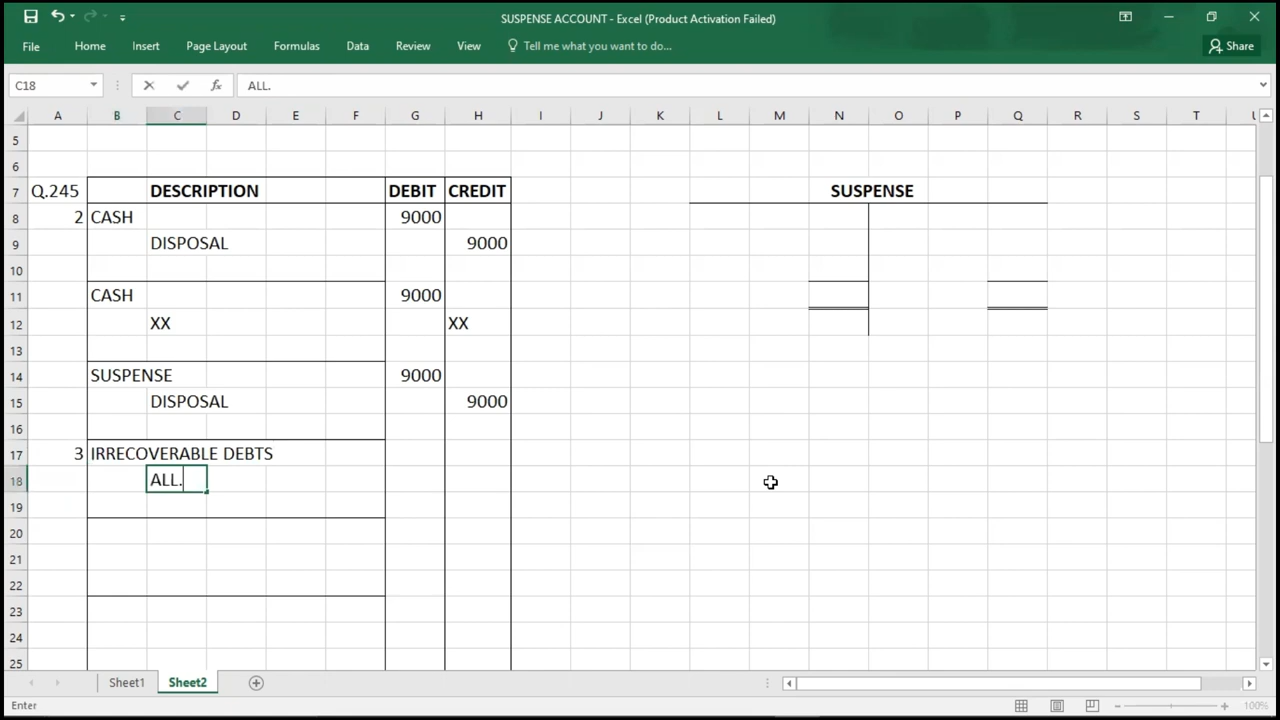 SUSPENSE ACCOUNT - Excel (Product Activation Failed)
File Home Insert Page Layout Formulas Data Review View Tell me what you want to do... Share
C18 fx ALL.
A B C D E F G H I J K L M N O P Q R S T
5
6
7 Q.245 DESCRIPTION DEBIT CREDIT SUSPENSE
8 2 CASH 9000
9 DISPOSAL 9000
10
11 CASH 9000
12 XX XX
13
14 SUSPENSE 9000
15 DISPOSAL 9000
16
17 3 IRRECOVERABLE DEBTS
18 ALL.
19
20
21
22
23
24
25
Sheet1 Sheet2
Enter 100%